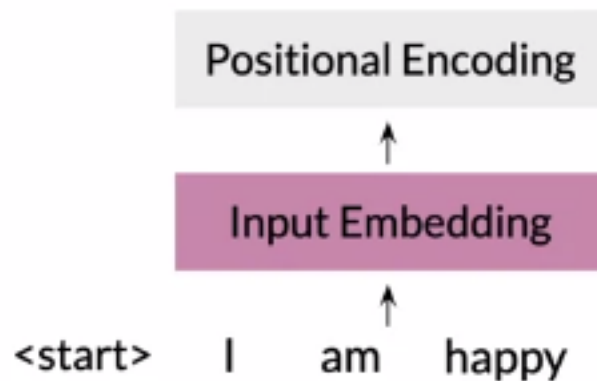 Positional Encoding
Input Embedding
<start> I am happy